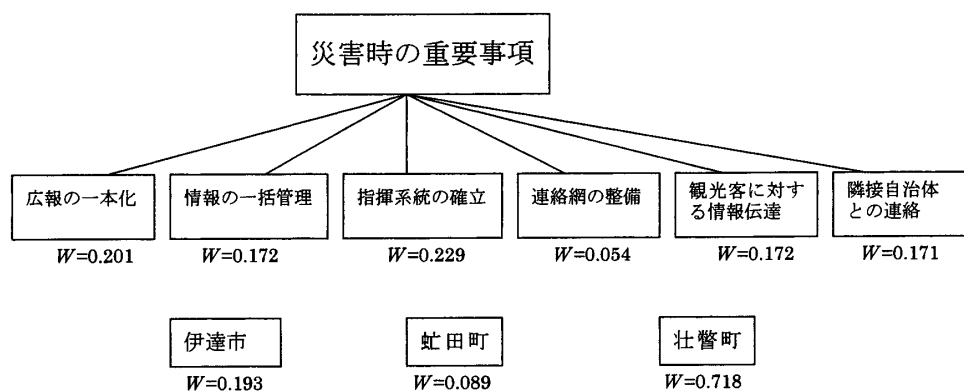 災害時の重要事項
広報の一本化
情報の一括管理
指揮系統の確立
連絡網の整備
観光客に対す
る情報伝達
隣接自治体
との連絡
W=0.201
W=0.172
W=0.229
W=0.054
W=0.172
W=0.171
伊達市
虻田町
壮瞥町
W=0.193
W=0.089
W=0.718